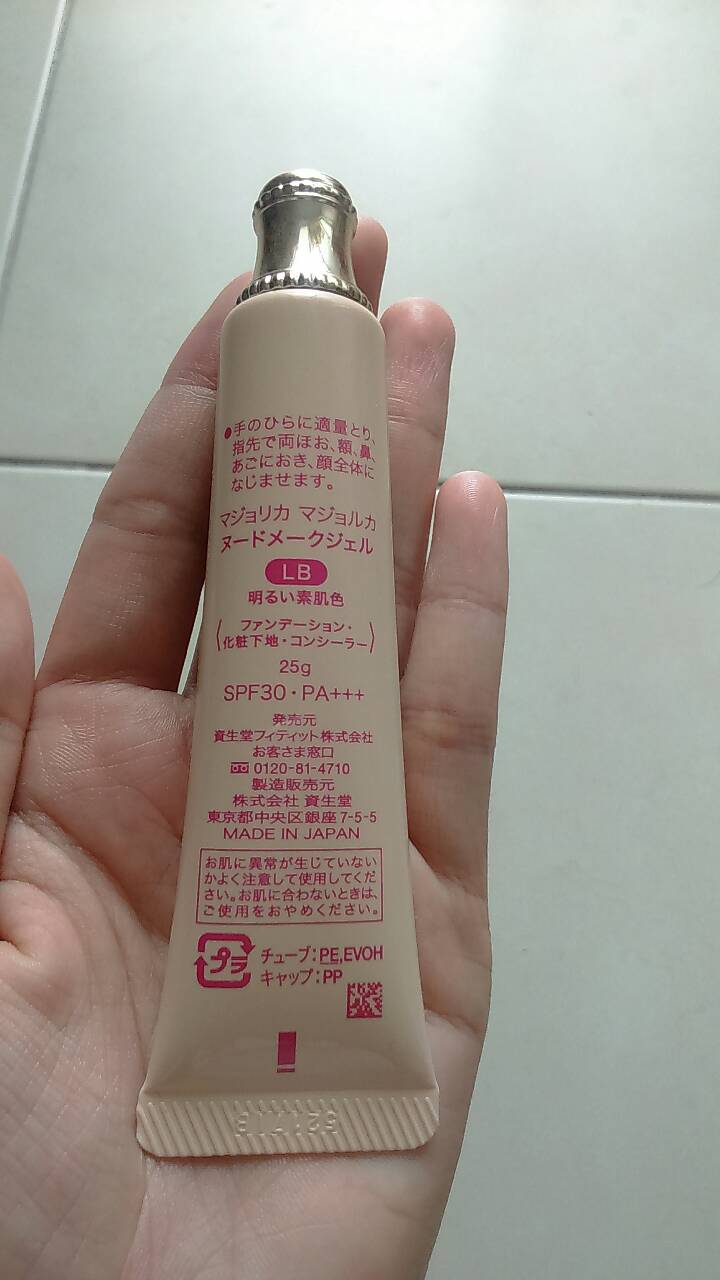 ●手のひらに適量とり、
指先で両ほお、額、鼻、
あごにおき、顔全体に
なじませます。
マジョリカ マジョルカ
ヌードメークジェル
LB
明るい素肌色
〈ファンデーション・
化粧下地・コンシーラー〉
25g
SPF30・PA+++
発売元
資生堂フィティット株式会社
お客さま窓口
0120-81-4710
製造販売元
株式会社 資生堂
東京都中央区銀座7-5-5
MADE IN JAPAN
お肌に異常が生じていない
かよく注意して使用してくだ
さい。お肌に合わないときは、
ご使用をおやめください。
プラ
チューブ:PE,EVOH
キャップ:PP